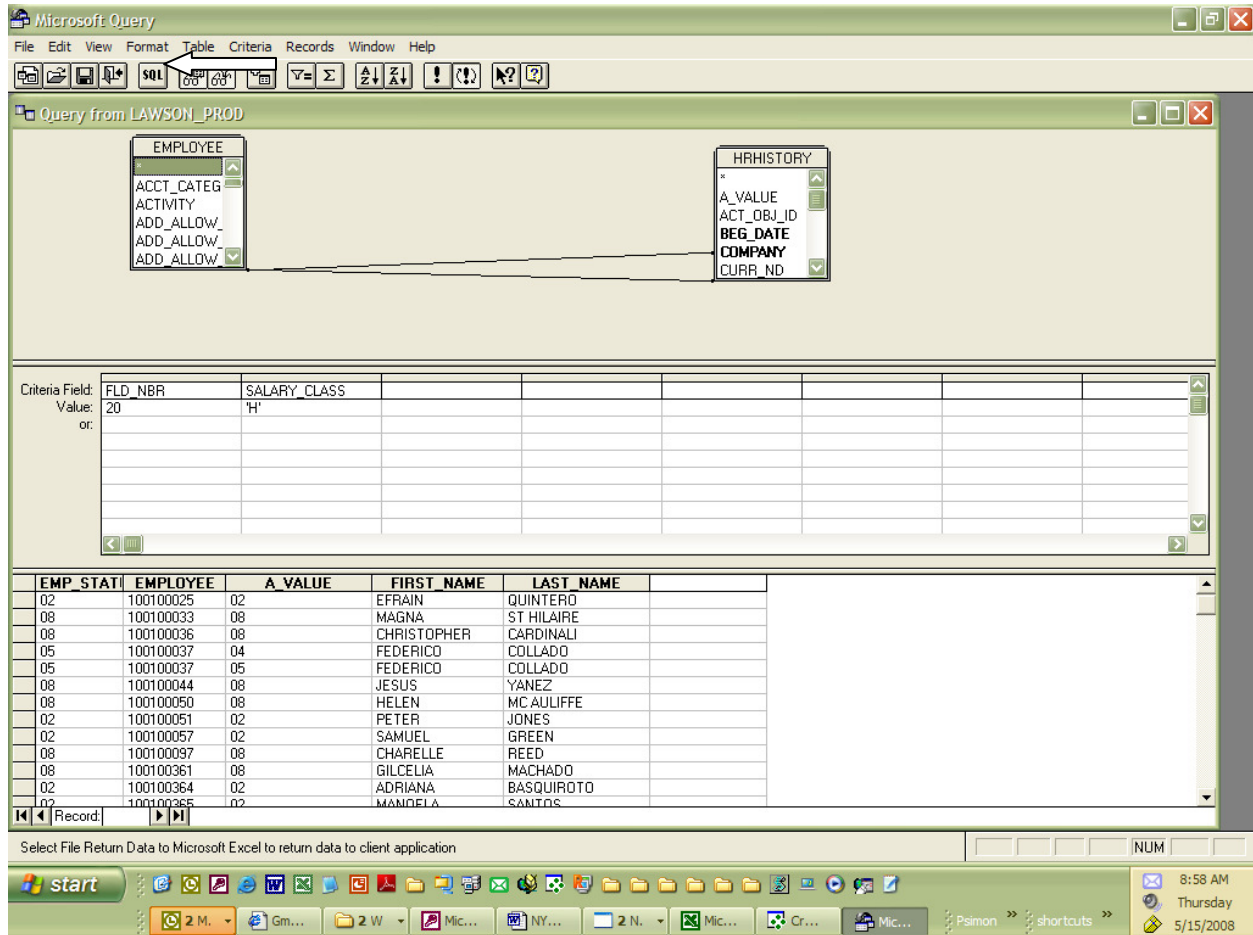 Microsoft Query
File Edit View Format Table Criteria Records Window Help
SQL
Query from LAWSON_PROD
EMPLOYEE
*
ACCT_CATEG
ACTIVITY
ADD_ALLOW_
ADD_ALLOW_
ADD_ALLOW_
HRHISTORY
*
A_VALUE
ACT_OBJ_ID
BEG_DATE
COMPANY
CURR_ND
Criteria Field: FLD_NBR SALARY_CLASS
Value: 20 'H'
or:
EMP_STATI EMPLOYEE A_VALUE FIRST_NAME LAST_NAME
02 100100025 02 EFRAIN QUINTERO
08 100100033 08 MAGNA ST HILAIRE
08 100100036 08 CHRISTOPHER CARDINALI
05 100100037 04 FEDERICO COLLADO
05 100100037 05 FEDERICO COLLADO
08 100100044 08 JESUS YANEZ
08 100100050 08 HELEN MC AULIFFE
02 100100051 02 PETER JONES
02 100100057 02 SAMUEL GREEN
08 100100097 08 CHARELLE REED
08 100100361 08 GILCELIA MACHADO
02 100100364 02 ADRIANA BASQUIROTO
02 100100365 02 MANOELA SANTOS
Record:
Select File Return Data to Microsoft Excel to return data to client application
NUM
start
8:58 AM
2 M. Gm... 2 W Mic... NY... 2 N. Mic... Cr... Mic... Psimon » shortcuts »
Thursday
5/15/2008